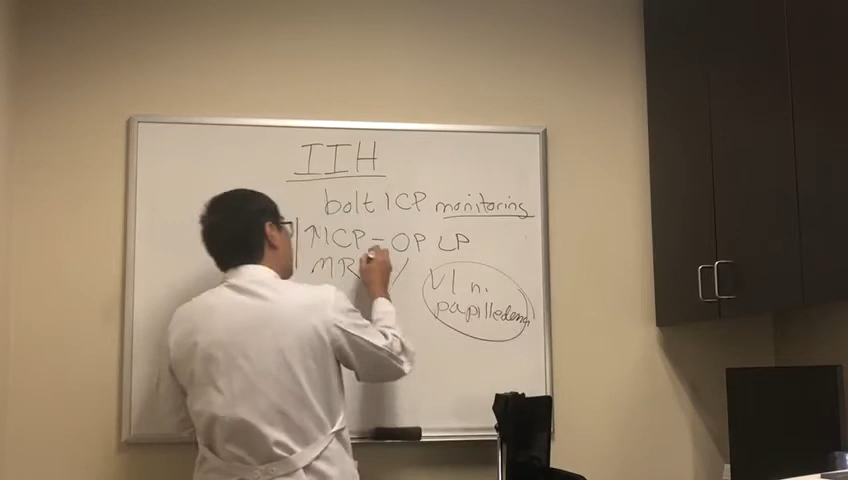 IIH
bolt ICP monitoring
↑ICP - OP LP
MR
VI n.
papilledema